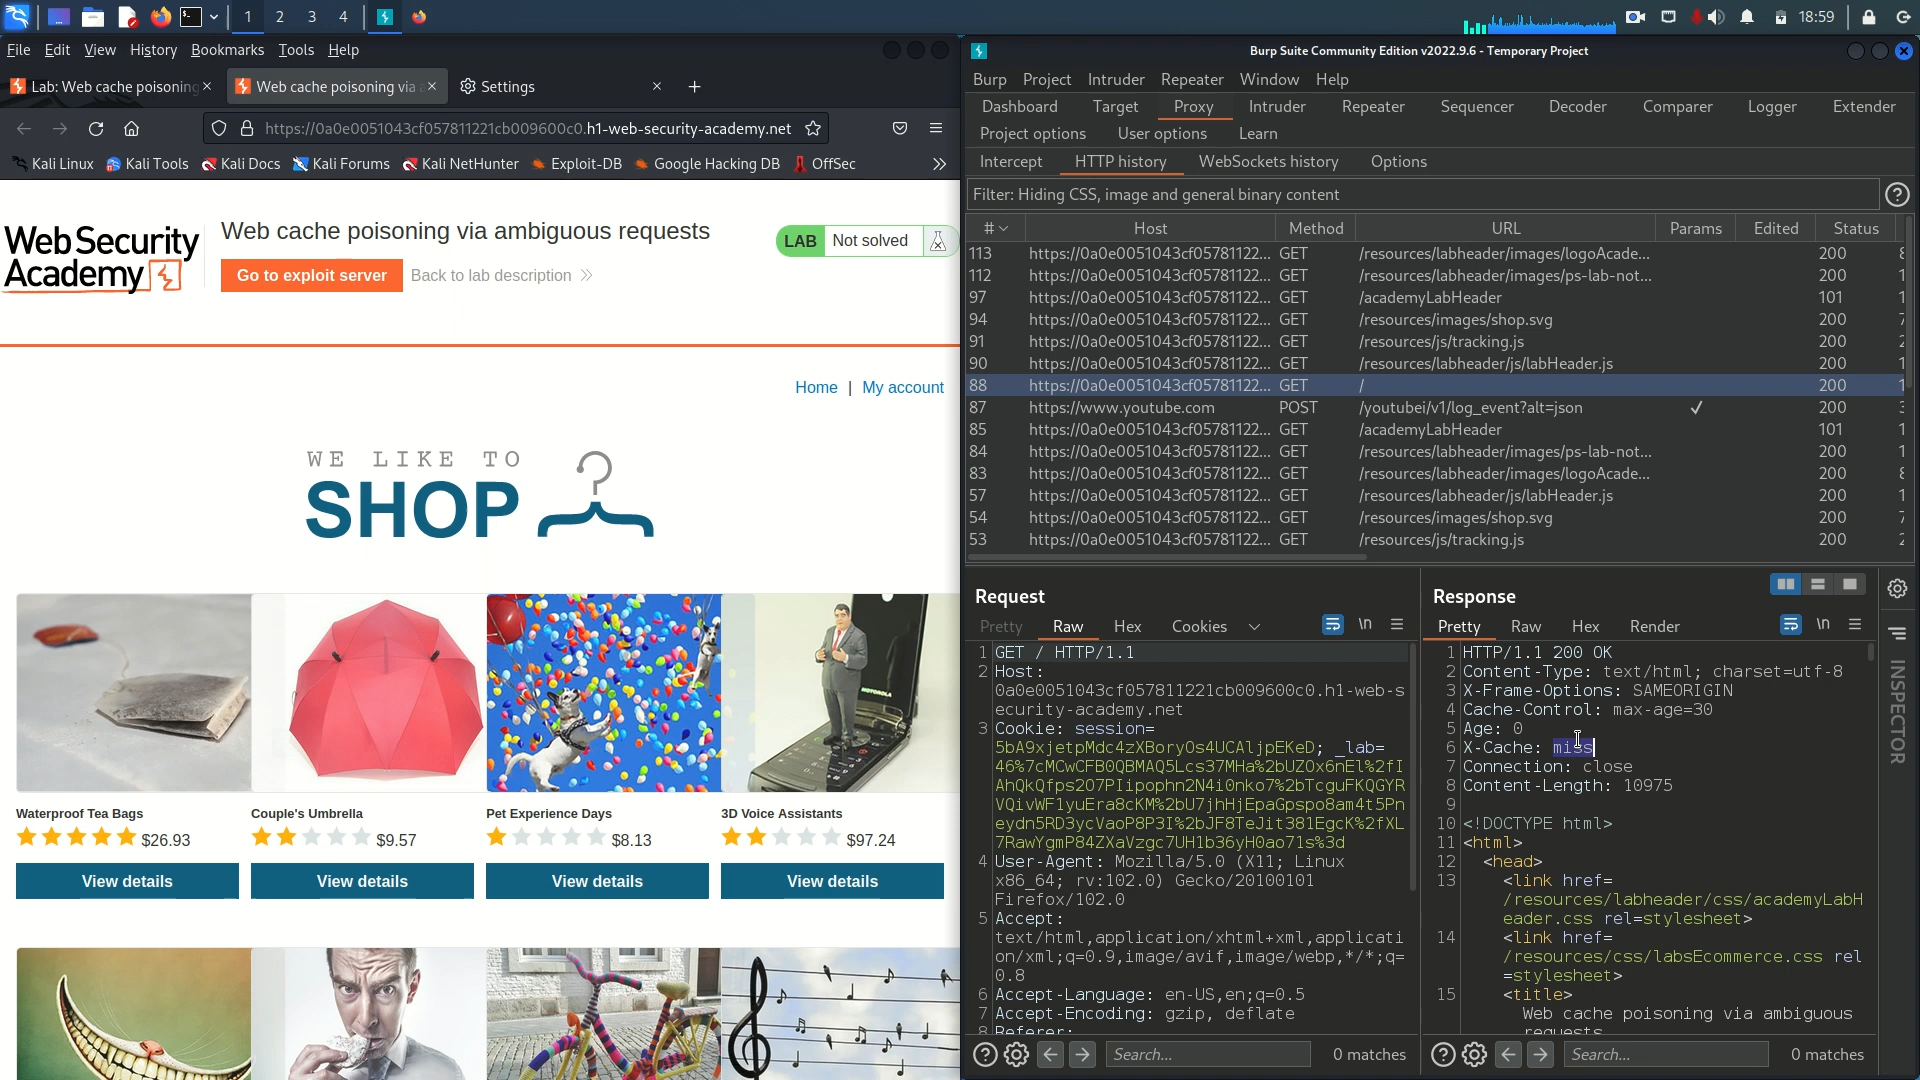 1 2 3 4 18:59
File Edit View History Bookmarks Tools Help
Lab: Web cache poisoning
Web cache poisoning via a
Settings
https://0a0e0051043cf057811221cb009600c0.h1-web-security-academy.net
Kali Linux Kali Tools Kali Docs Kali Forums Kali NetHunter Exploit-DB Google Hacking DB OffSec
WebSecurity
Academy
Web cache poisoning via ambiguous requests
Go to exploit server Back to lab description
LAB Not solved
Home | My account
WE LIKE TO
SHOP
Waterproof Tea Bags
$26.93
View details
Couple's Umbrella
$9.57
View details
Pet Experience Days
$8.13
View details
MOTOROLA
3D Voice Assistants
$97.24
View details
Burp Suite Community Edition v2022.9.6 - Temporary Project
Burp Project Intruder Repeater Window Help
Dashboard Target Proxy Intruder Repeater Sequencer Decoder Comparer Logger Extender
Project options User options Learn
Intercept HTTP history WebSockets history Options
Filter: Hiding CSS, image and general binary content
# Host Method URL Params Edited Status
113 https://0a0e0051043cf05781122... GET /resources/labheader/images/logoAcade... 200
112 https://0a0e0051043cf05781122... GET /resources/labheader/images/ps-lab-not... 200
97 https://0a0e0051043cf05781122... GET /academyLabHeader 101
94 https://0a0e0051043cf05781122... GET /resources/images/shop.svg 200
91 https://0a0e0051043cf05781122... GET /resources/js/tracking.js 200
90 https://0a0e0051043cf05781122... GET /resources/labheader/js/labHeader.js 200
88 https://0a0e0051043cf05781122... GET / 200
87 https://www.youtube.com POST /youtubei/v1/log_event?alt=json ✓ 200
85 https://0a0e0051043cf05781122... GET /academyLabHeader 101
84 https://0a0e0051043cf05781122... GET /resources/labheader/images/ps-lab-not... 200
83 https://0a0e0051043cf05781122... GET /resources/labheader/images/logoAcade... 200
57 https://0a0e0051043cf05781122... GET /resources/labheader/js/labHeader.js 200
54 https://0a0e0051043cf05781122... GET /resources/images/shop.svg 200
53 https://0a0e0051043cf05781122... GET /resources/js/tracking.js 200
Request
Pretty Raw Hex Cookies \n
1 GET / HTTP/1.1
2 Host:
0a0e0051043cf057811221cb009600c0.h1-web-s
ecurity-academy.net
3 Cookie: session=
5bA9xjetpMdc4zXBoryOs4UCAljpEKeD; _lab=
46%7cMCwCFB0QBMAQ5Lcs37MHa%2bUZOx6nEl%2fI
AhQkQfps2O7PIipophn2N4i0nko7%2bTcguFKQGYR
VQivWF1yuEra8cKM%2bU7jhHjEpaGpspo8am4t5Pn
eydn5RD3ycVaoP8P3I%2bJF8TeJit381EgcK%2fXL
7RawYgmP84ZXaVzgc7UH1b36yH0ao71s%3d
4 User-Agent: Mozilla/5.0 (X11; Linux
x86_64; rv:102.0) Gecko/20100101
Firefox/102.0
5 Accept:
text/html,application/xhtml+xml,applicati
on/xml;q=0.9,image/avif,image/webp,*/*;q=
0.8
6 Accept-Language: en-US,en;q=0.5
7 Accept-Encoding: gzip, deflate
8 Referer:
Search... 0 matches
Response
Pretty Raw Hex Render \n
1 HTTP/1.1 200 OK
2 Content-Type: text/html; charset=utf-8
3 X-Frame-Options: SAMEORIGIN
4 Cache-Control: max-age=30
5 Age: 0
6 X-Cache: miss
7 Connection: close
8 Content-Length: 10975
9
10 <!DOCTYPE html>
11 <html>
12 <head>
13 <link href=
/resources/labheader/css/academyLabH
eader.css rel=stylesheet>
14 <link href=
/resources/css/labsEcommerce.css rel
=stylesheet>
15 <title>
Web cache poisoning via ambiguous
requests
Search... 0 matches
INSPECTOR